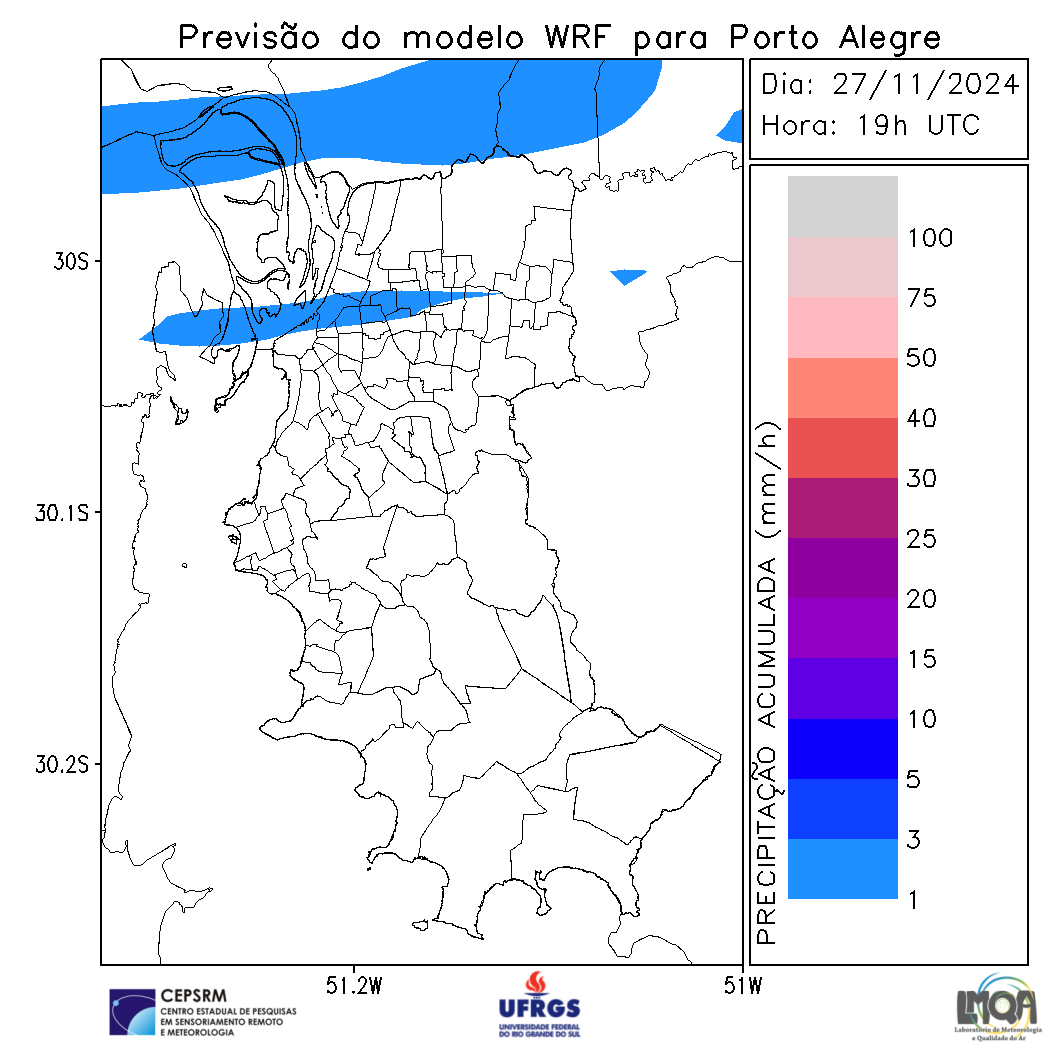 Previsão do modelo WRF para Porto Alegre
Dia: 27/11/2024
Hora: 19h UTC
30S
30.1S
30.2S
51.2W
51W
PRECIPITAÇÃO ACUMULADA (mm/h)
100
75
50
40
30
25
20
15
10
5
3
1
CEPSRM
CENTRO ESTADUAL DE PESQUISAS
EM SENSORIAMENTO REMOTO
E METEOROLOGIA
UFRGS
UNIVERSIDADE FEDERAL
DO RIO GRANDE DO SUL
LMQA
Laboratório de Meteorologia
e Qualidade do Ar